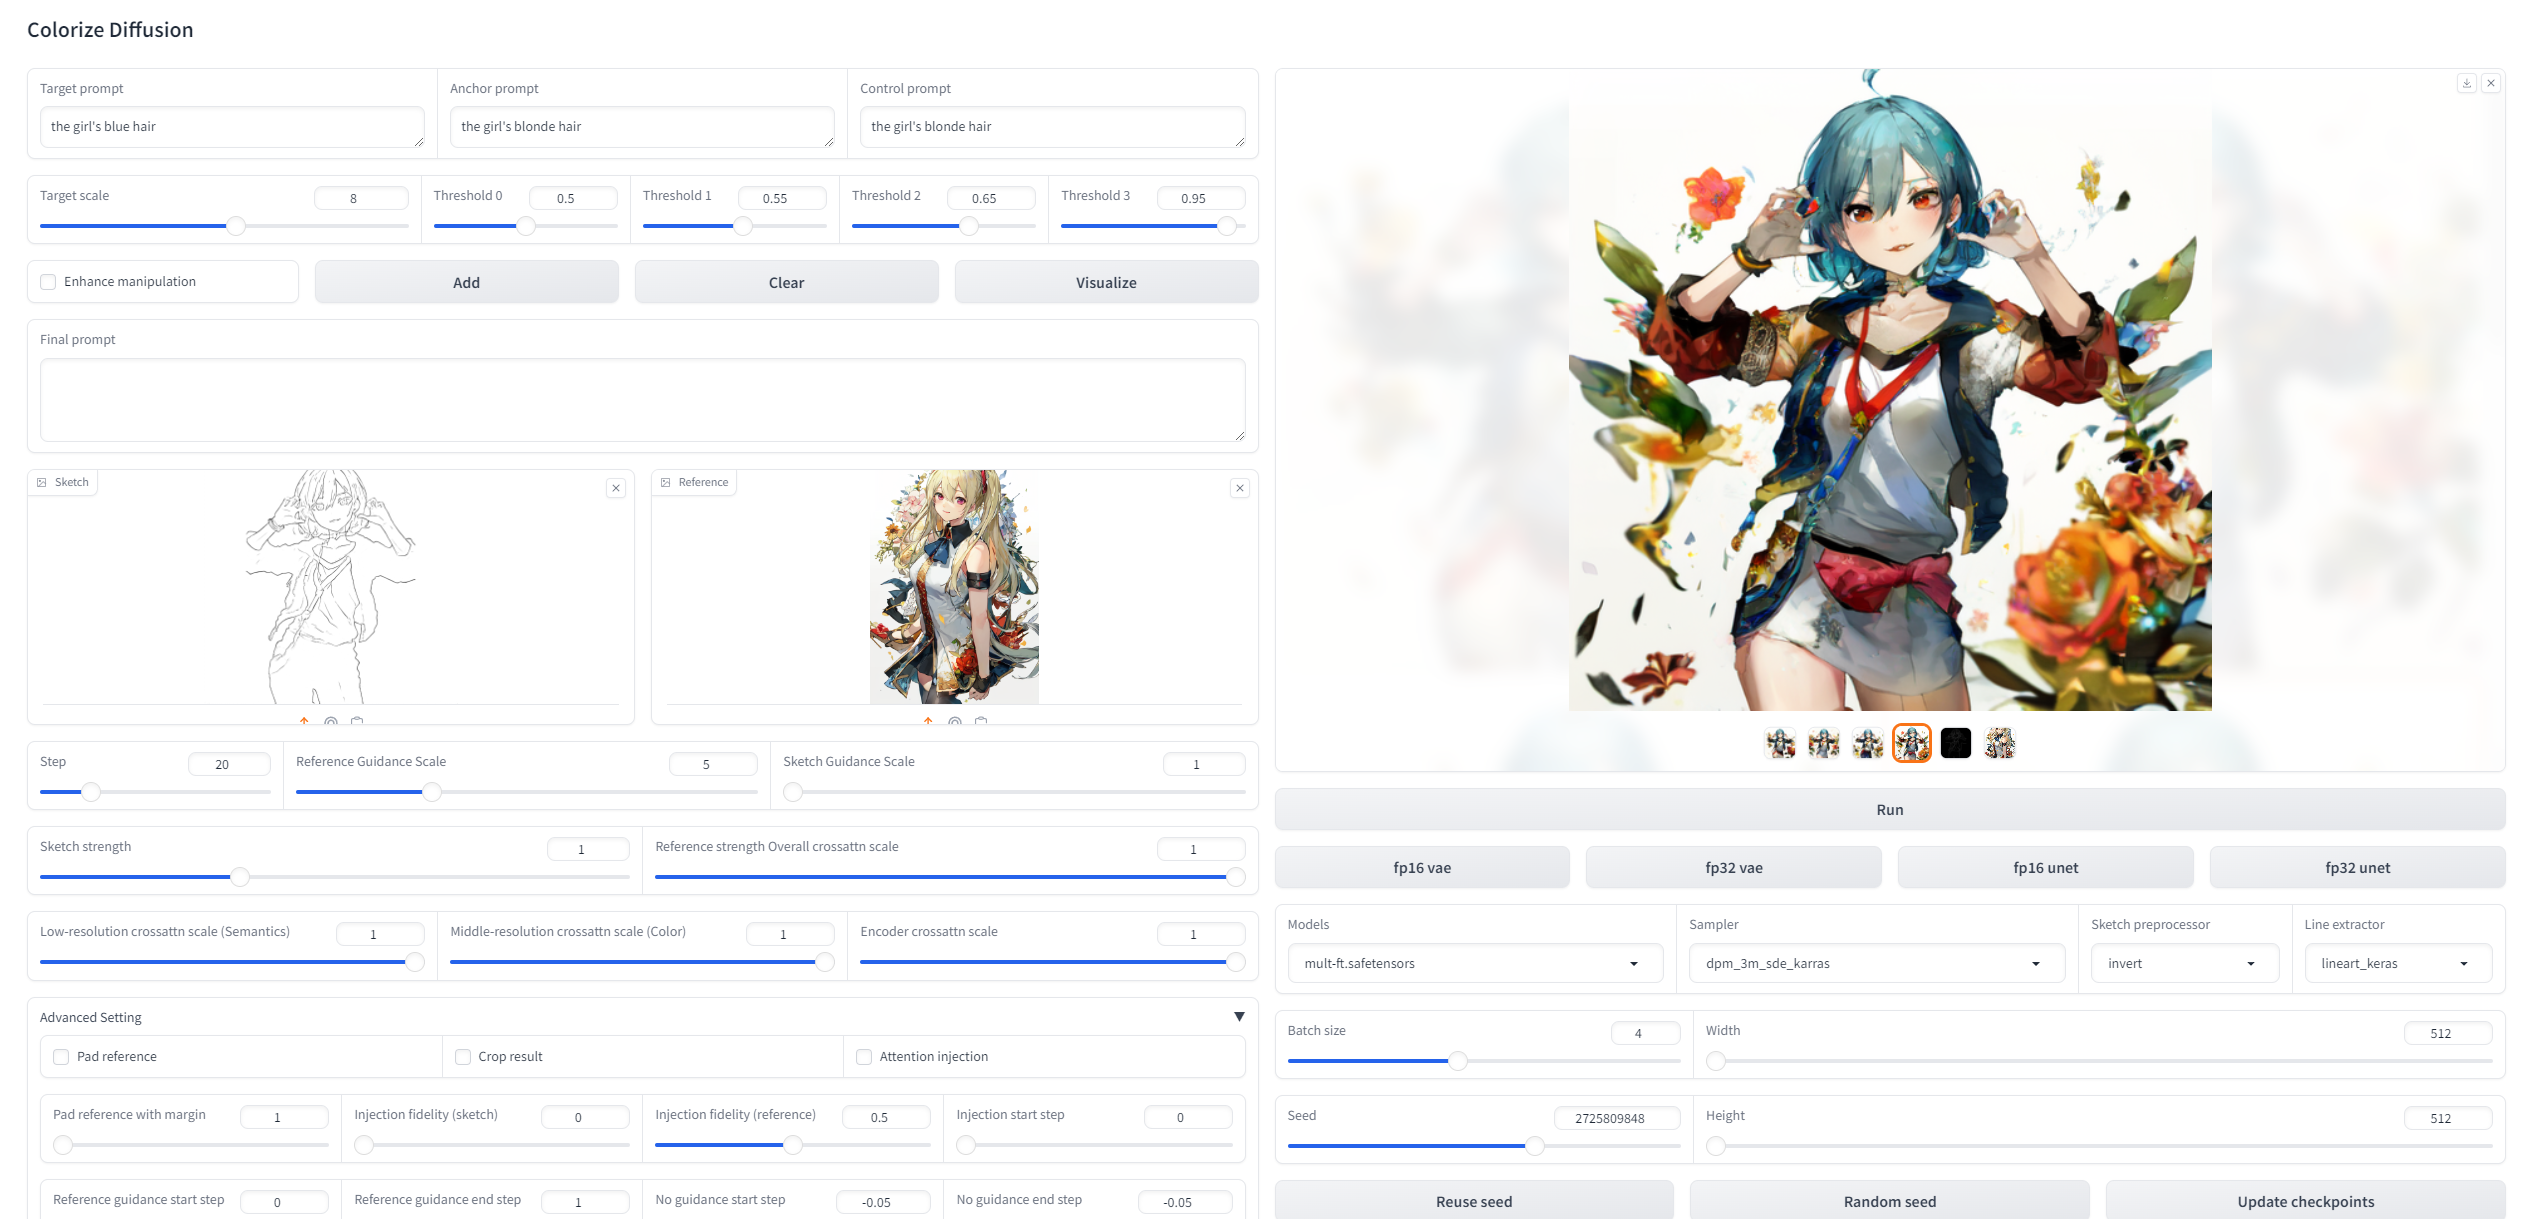 Colorize Diffusion
Target prompt
the girl's blue hair
Anchor prompt
the girl's blonde hair
Control prompt
the girl's blonde hair
Target scale
8
Threshold 0
0.5
Threshold 1
0.55
Threshold 2
0.65
Threshold 3
0.95
Enhance manipulation
Add
Clear
Visualize
Final prompt
Sketch
Reference
Step
20
Reference Guidance Scale
5
Sketch Guidance Scale
1
Sketch strength
1
Reference strength Overall crossattn scale
1
Low-resolution crossattn scale (Semantics)
1
Middle-resolution crossattn scale (Color)
1
Encoder crossattn scale
1
Advanced Setting
Pad reference
Crop result
Attention injection
Pad reference with margin
1
Injection fidelity (sketch)
0
Injection fidelity (reference)
0.5
Injection start step
0
Reference guidance start step
0
Reference guidance end step
1
No guidance start step
-0.05
No guidance end step
-0.05
Run
fp16 vae
fp32 vae
fp16 unet
fp32 unet
Models
mult-ft.safetensors
Sampler
dpm_3m_sde_karras
Sketch preprocessor
invert
Line extractor
lineart_keras
Batch size
4
Width
512
Seed
2725809848
Height
512
Reuse seed
Random seed
Update checkpoints